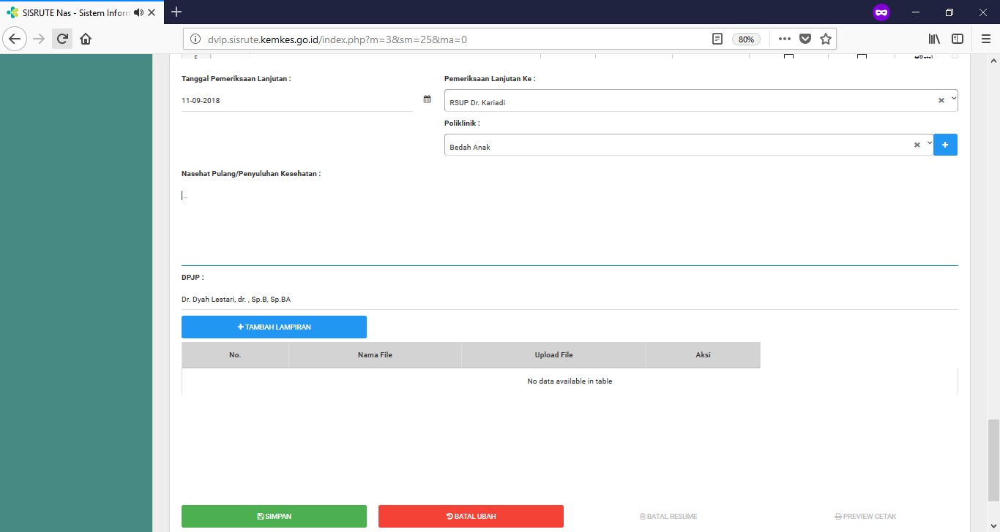 SISRUTE Nas - Sistem Inform
dvlp.sisrute.kemkes.go.id/index.php?m=3&sm=25&ma=0
80%
Tanggal Pemeriksaan Lanjutan :
Pemeriksaan Lanjutan Ke :
11-09-2018
RSUP Dr. Kariadi
Poliklinik :
Bedah Anak
Nasehat Pulang/Penyuluhan Kesehatan :
...
DPJP :
Dr. Dyah Lestari, dr. , Sp.B, Sp.BA
TAMBAH LAMPIRAN
No. Nama File Upload File Aksi
No data available in table
SIMPAN BATAL UBAH BATAL RESUME PREVIEW CETAK